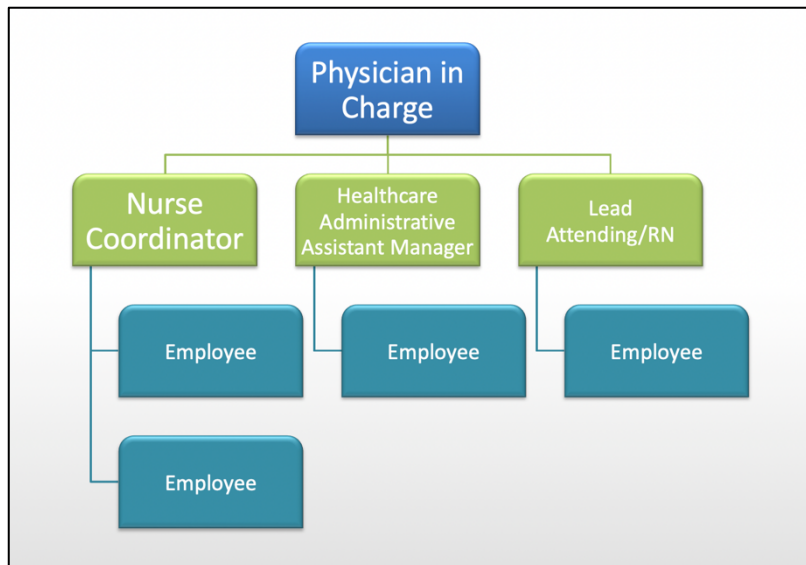 Physician in
Charge
Nurse
Coordinator
Healthcare
Administrative
Assistant Manager
Lead
Attending/RN
Employee
Employee
Employee
Employee